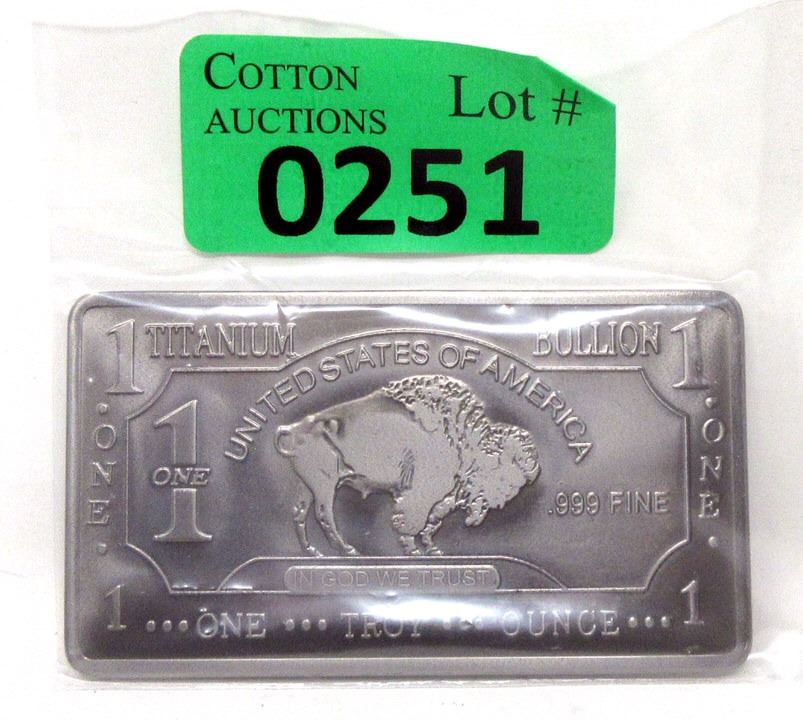 COTTON
AUCTIONS
Lot #
0251
1 TITANIUM BULLION 1
UNITED STATES OF AMERICA
· ONE ·
1
ONE
.999 FINE
· ONE ·
IN GOD WE TRUST
1 ··· ONE ··· TROY ··· OUNCE ··· 1